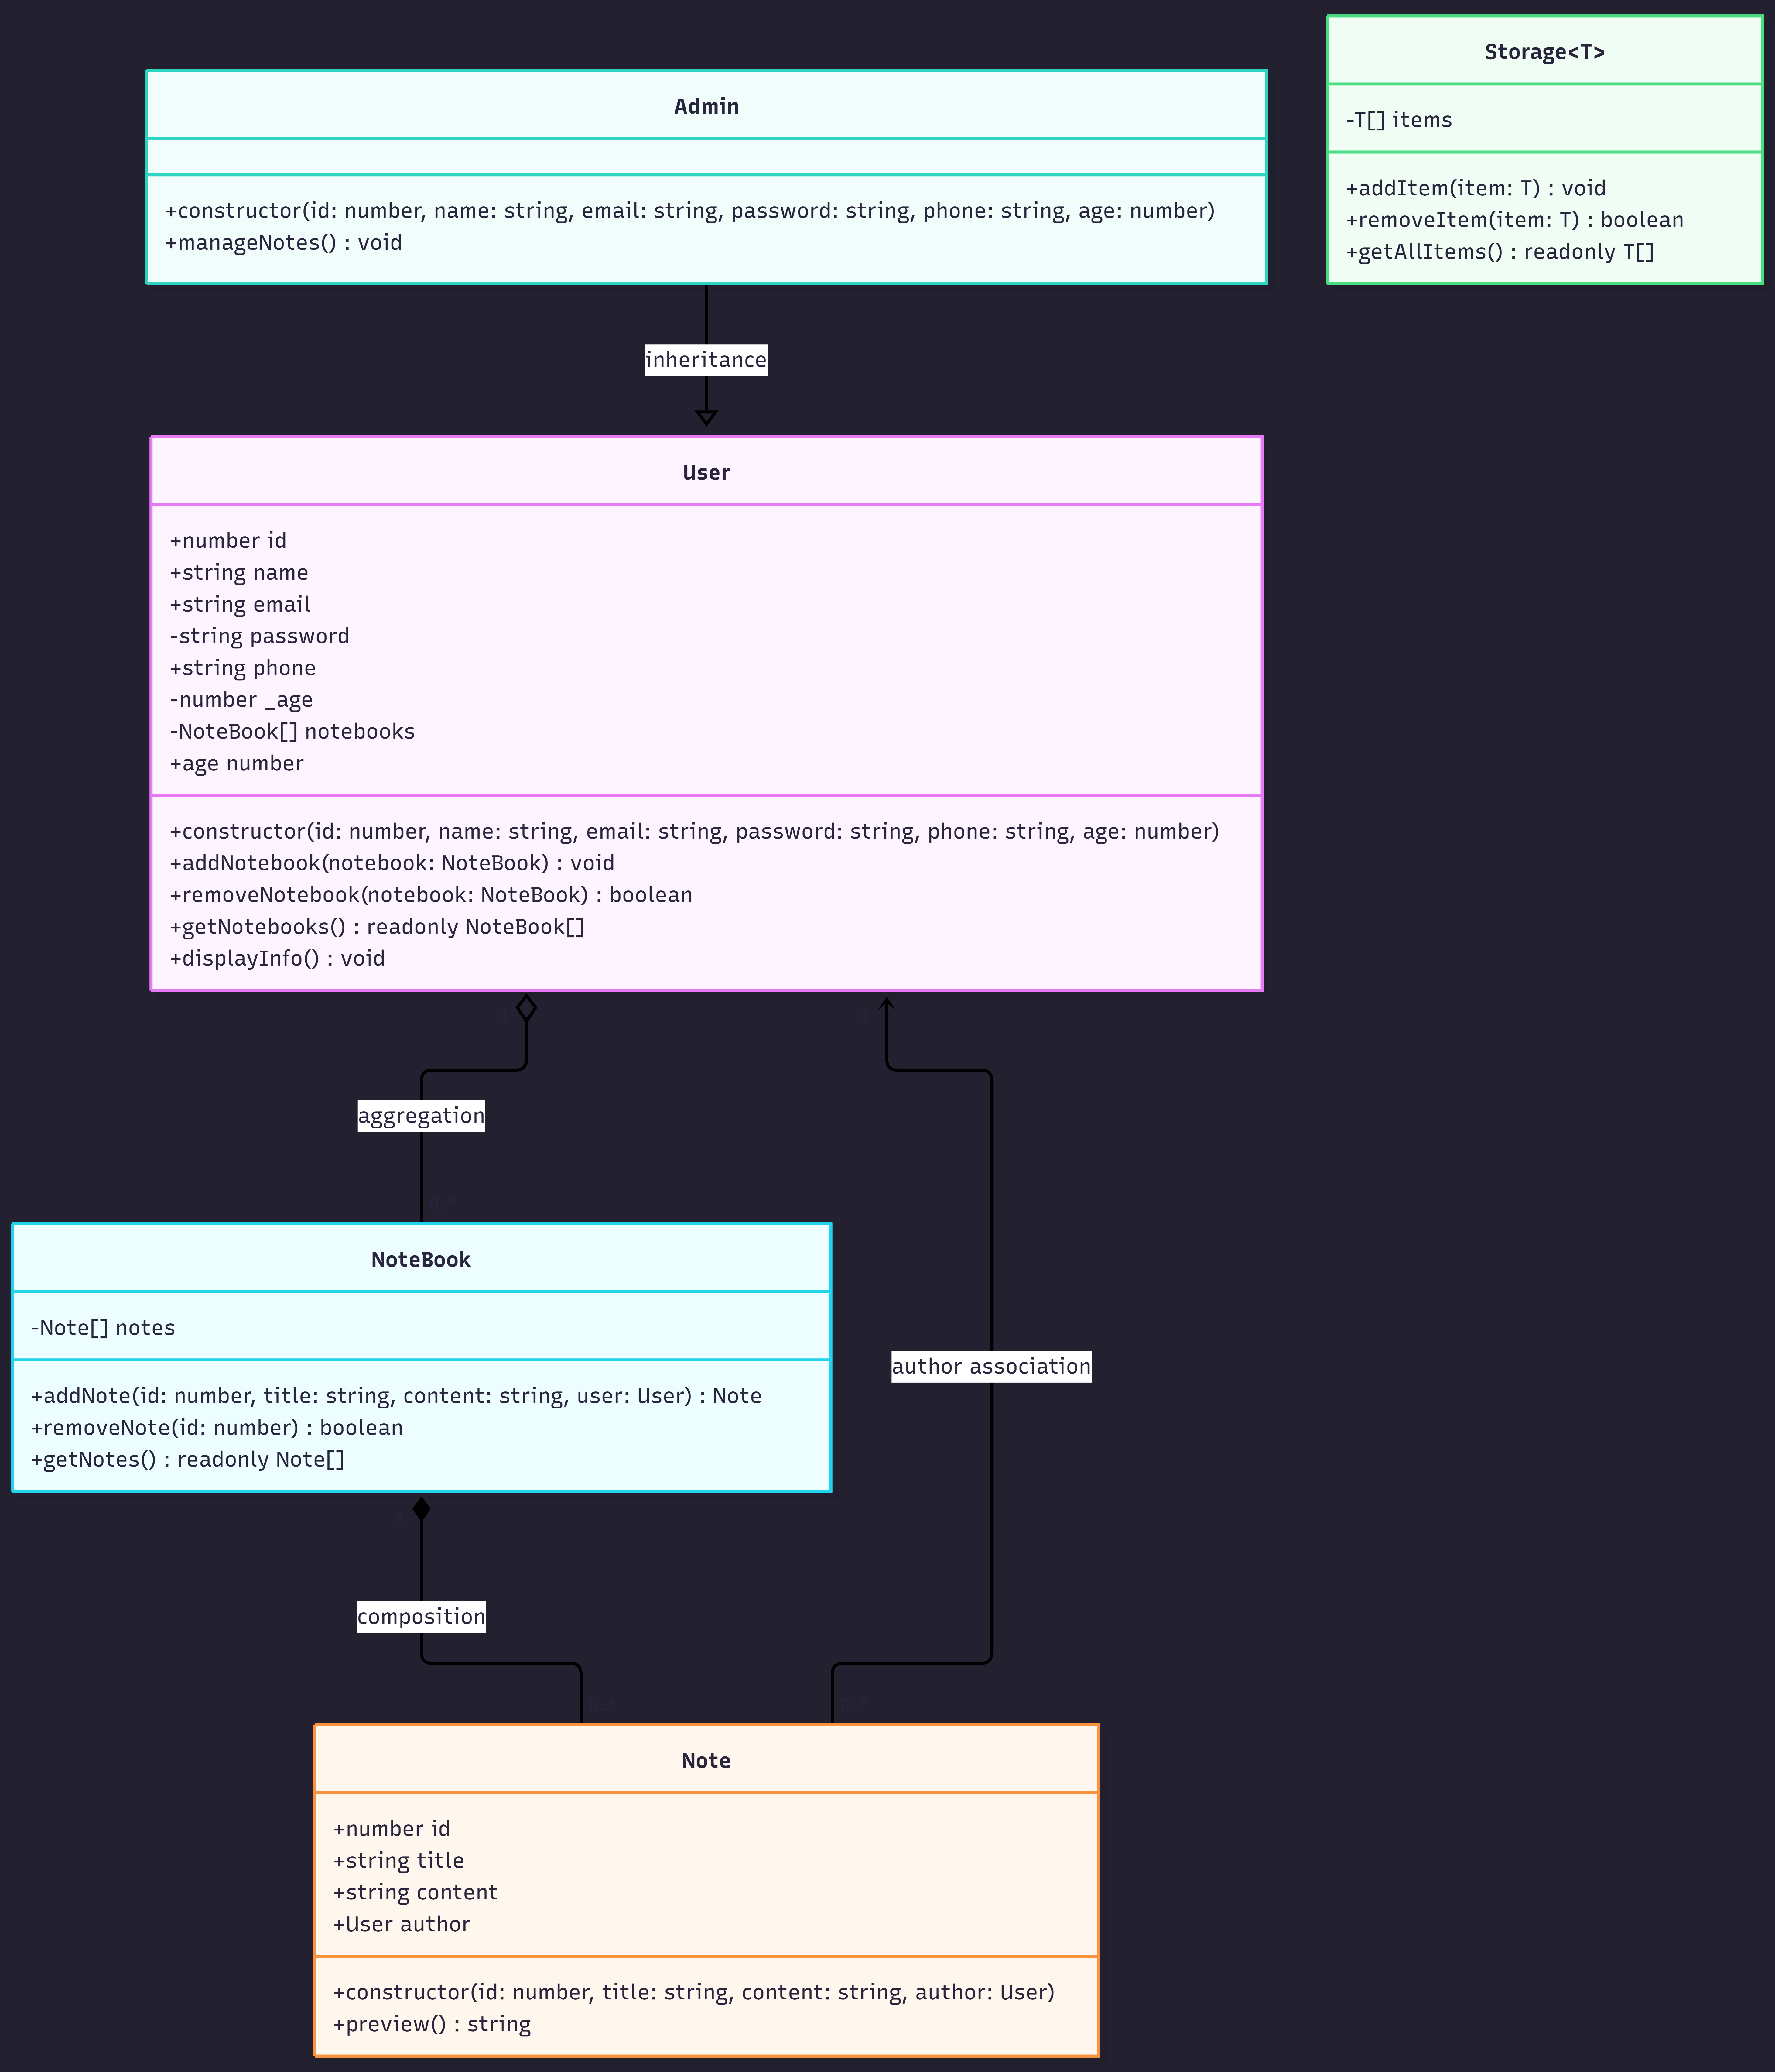 Storage<T>
-T[] items
+addItem(item: T) : void
+removeItem(item: T) : boolean
+getAllItems() : readonly T[]
Admin
+constructor(id: number, name: string, email: string, password: string, phone: string, age: number)
+manageNotes() : void
inheritance
User
+number id
+string name
+string email
-string password
+string phone
-number _age
-NoteBook[] notebooks
+age number
+constructor(id: number, name: string, email: string, password: string, phone: string, age: number)
+addNotebook(notebook: NoteBook) : void
+removeNotebook(notebook: NoteBook) : boolean
+getNotebooks() : readonly NoteBook[]
+displayInfo() : void
1
1
aggregation
0..*
NoteBook
-Note[] notes
+addNote(id: number, title: string, content: string, user: User) : Note
+removeNote(id: number) : boolean
+getNotes() : readonly Note[]
author association
1
composition
0..*
0..*
Note
+number id
+string title
+string content
+User author
+constructor(id: number, title: string, content: string, author: User)
+preview() : string